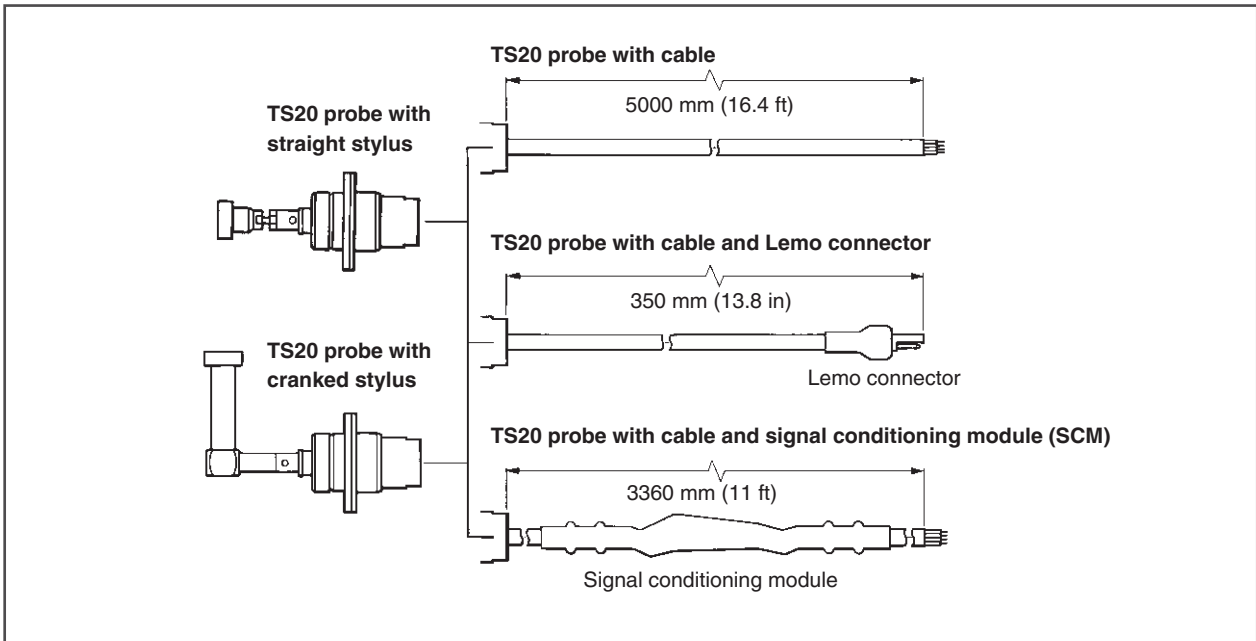 TS20 probe with cable
5000 mm (16.4 ft)
TS20 probe with
straight stylus
TS20 probe with cable and Lemo connector
350 mm (13.8 in)
Lemo connector
TS20 probe with
cranked stylus
TS20 probe with cable and signal conditioning module (SCM)
3360 mm (11 ft)
Signal conditioning module